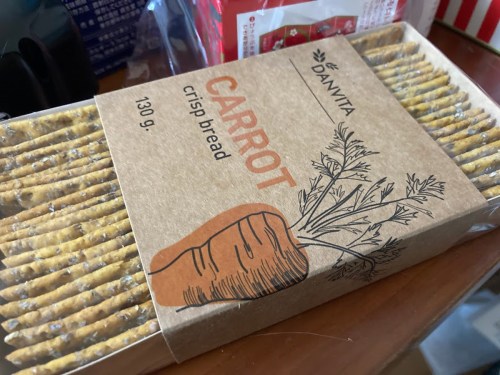 DANVITA
CARROT
crisp bread
130 g.